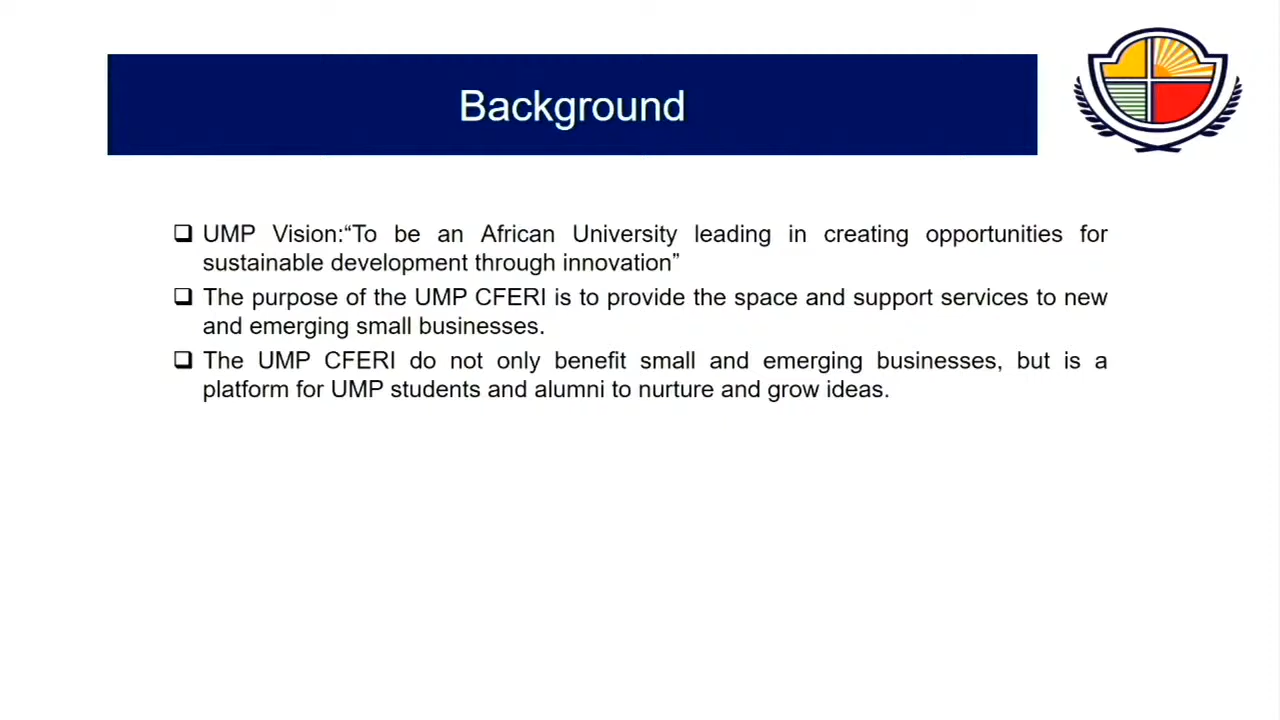 Background
❑ UMP Vision:“To be an African University leading in creating opportunities for
sustainable development through innovation”
❑ The purpose of the UMP CFERI is to provide the space and support services to new
and emerging small businesses.
❑ The UMP CFERI do not only benefit small and emerging businesses, but is a
platform for UMP students and alumni to nurture and grow ideas.